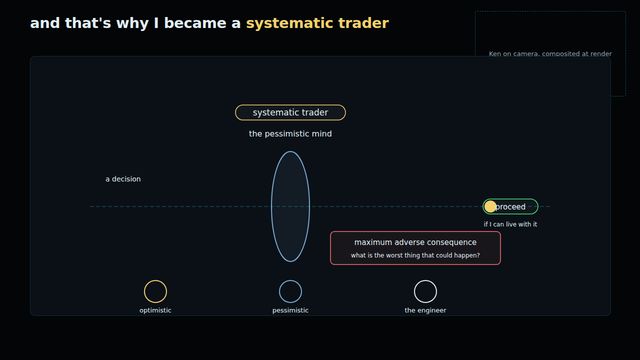 and that's why I became a systematic trader
Ken on camera, composited at render
systematic trader
the pessimistic mind
a decision
proceed
if I can live with it
maximum adverse consequence
what is the worst thing that could happen?
optimistic
pessimistic
the engineer